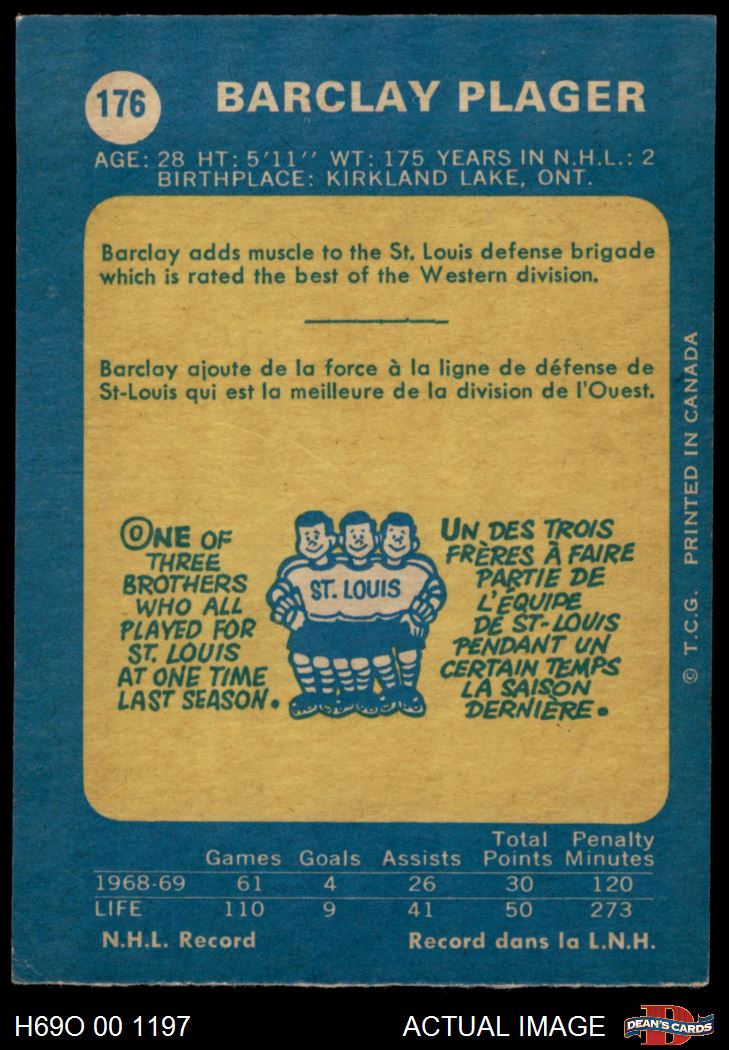 176
BARCLAY PLAGER
AGE: 28 HT: 5'11'' WT: 175 YEARS IN N.H.L.: 2
BIRTHPLACE: KIRKLAND LAKE, ONT.
Barclay adds muscle to the St. Louis defense brigade
which is rated the best of the Western division.
Barclay ajoute de la force à la ligne de défense de
St-Louis qui est la meilleure de la division de l'Ouest.
ONE OF
THREE
BROTHERS
WHO ALL
PLAYED FOR
ST. LOUIS
AT ONE TIME
LAST SEASON.
ST. LOUIS
UN DES TROIS
FRÈRES À FAIRE
PARTIE DE
L'ÉQUIPE
DE ST-LOUIS
PENDANT UN
CERTAIN TEMPS
LA SAISON
DERNIÈRE.
© T.C.G. PRINTED IN CANADA
Games Goals Assists Total Points Penalty Minutes
1968-69 61 4 26 30 120
LIFE 110 9 41 50 273
N.H.L. Record Record dans la L.N.H.
H69O 00 1197 ACTUAL IMAGE
D
DEAN'S CARDS